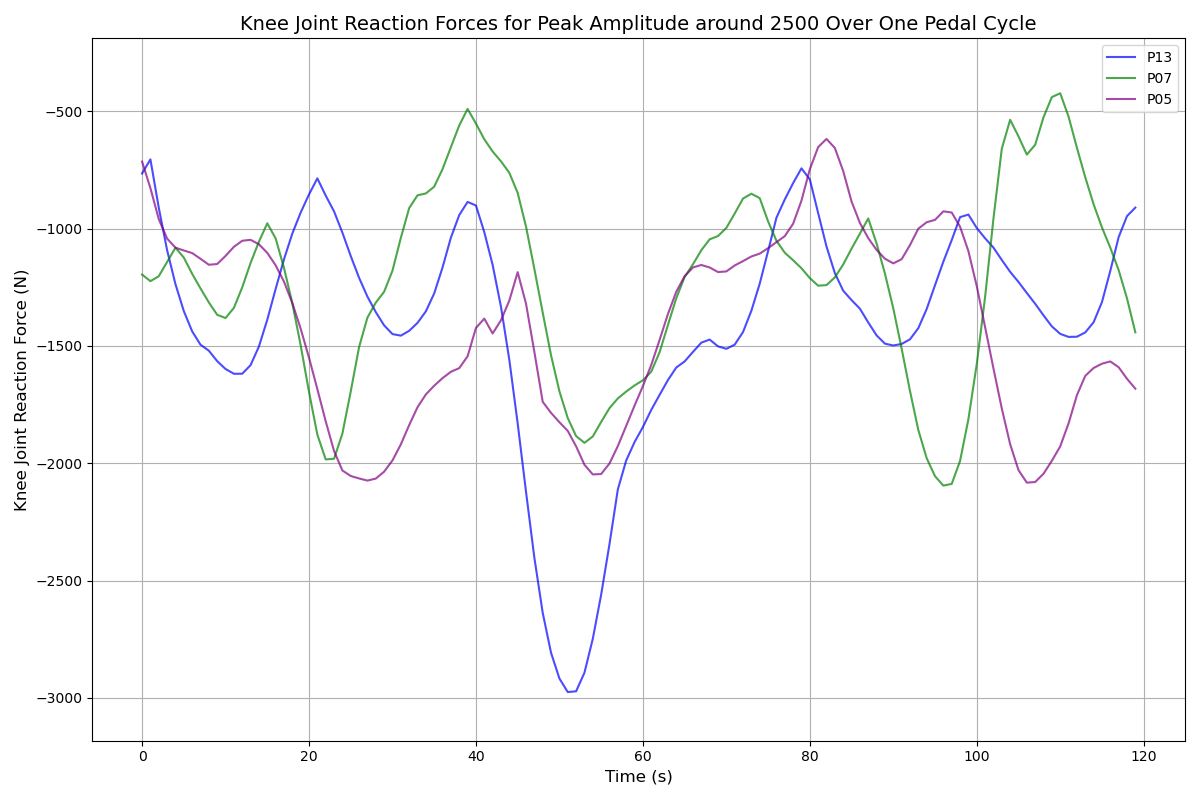 Knee Joint Reaction Forces for Peak Amplitude around 2500 Over One Pedal Cycle
P13
P07
P05
Knee Joint Reaction Force (N)
−500
−1000
−1500
−2000
−2500
−3000
0 20 40 60 80 100 120
Time (s)